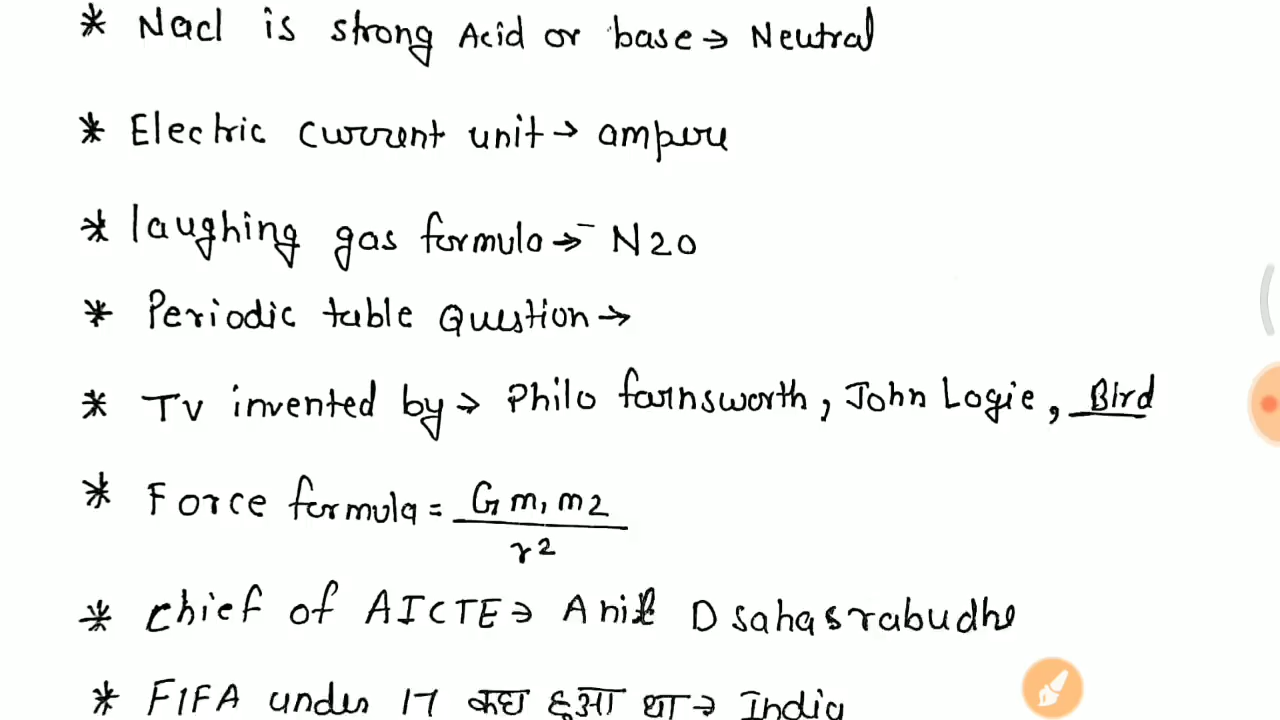 * Nacl is strong Acid or base → Neutral
* Electric current unit → ampere
* laughing gas formula → N2O
* Periodic table Question →
* Tv invented by → Philo farnsworth, John Logie, Bird
* Force formula = G m1 m2 / r2
* chief of AICTE → Anil D sahasrabudhe
* FIFA under 17 कहा हुआ था → India